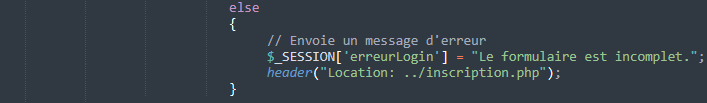 else
{
// Envoie un message d'erreur
$_SESSION['erreurLogin'] = "Le formulaire est incomplet.";
header("Location: ../inscription.php");
}